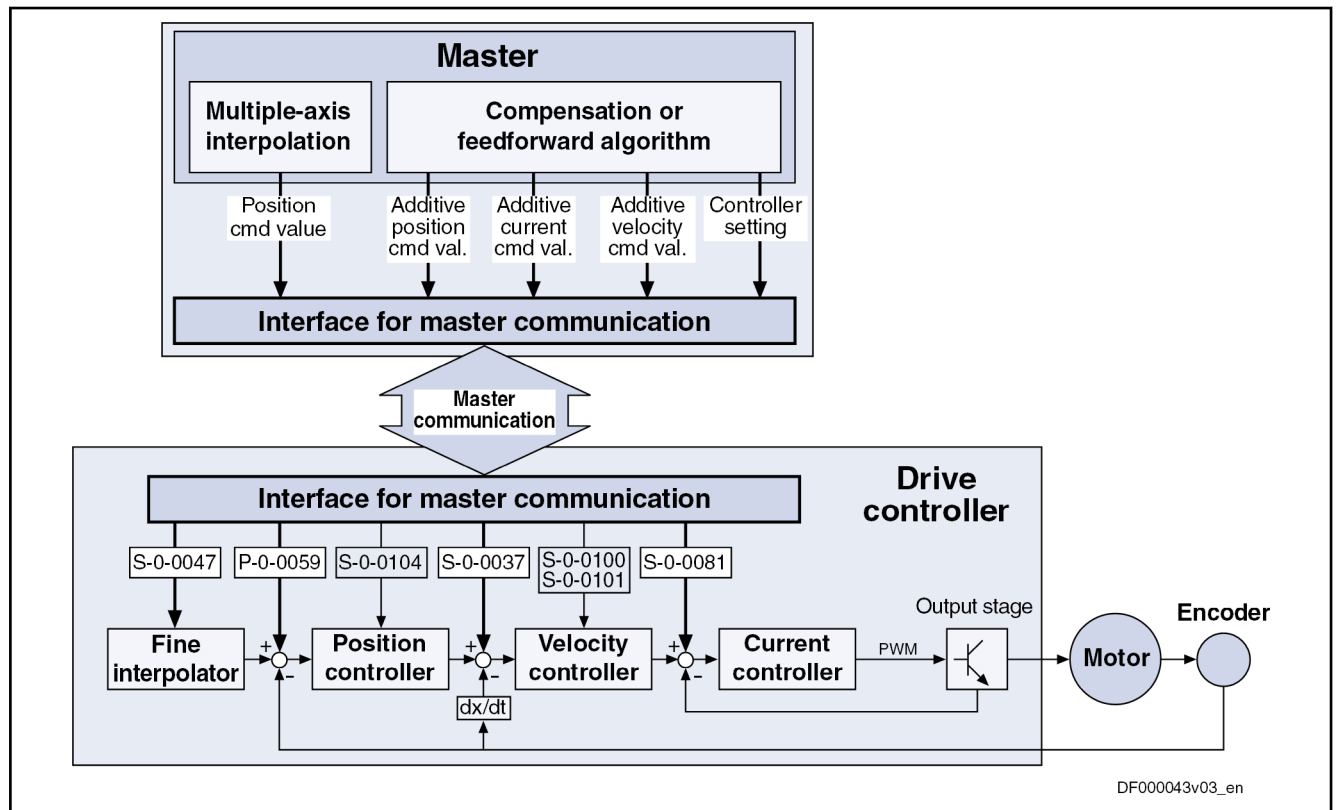 Master
Multiple-axis
interpolation
Compensation or
feedforward algorithm
Position
cmd value
Additive
position
cmd val.
Additive
current
cmd val.
Additive
velocity
cmd val.
Controller
setting
Interface for master communication
Master
communication
Interface for master communication
Drive
controller
S-0-0047
P-0-0059
S-0-0104
S-0-0037
S-0-0100
S-0-0101
S-0-0081
Output stage
Encoder
Fine
interpolator
+
-
Position
controller
+
-
Velocity
controller
+
-
Current
controller
PWM
Motor
dx/dt
DF000043v03_en